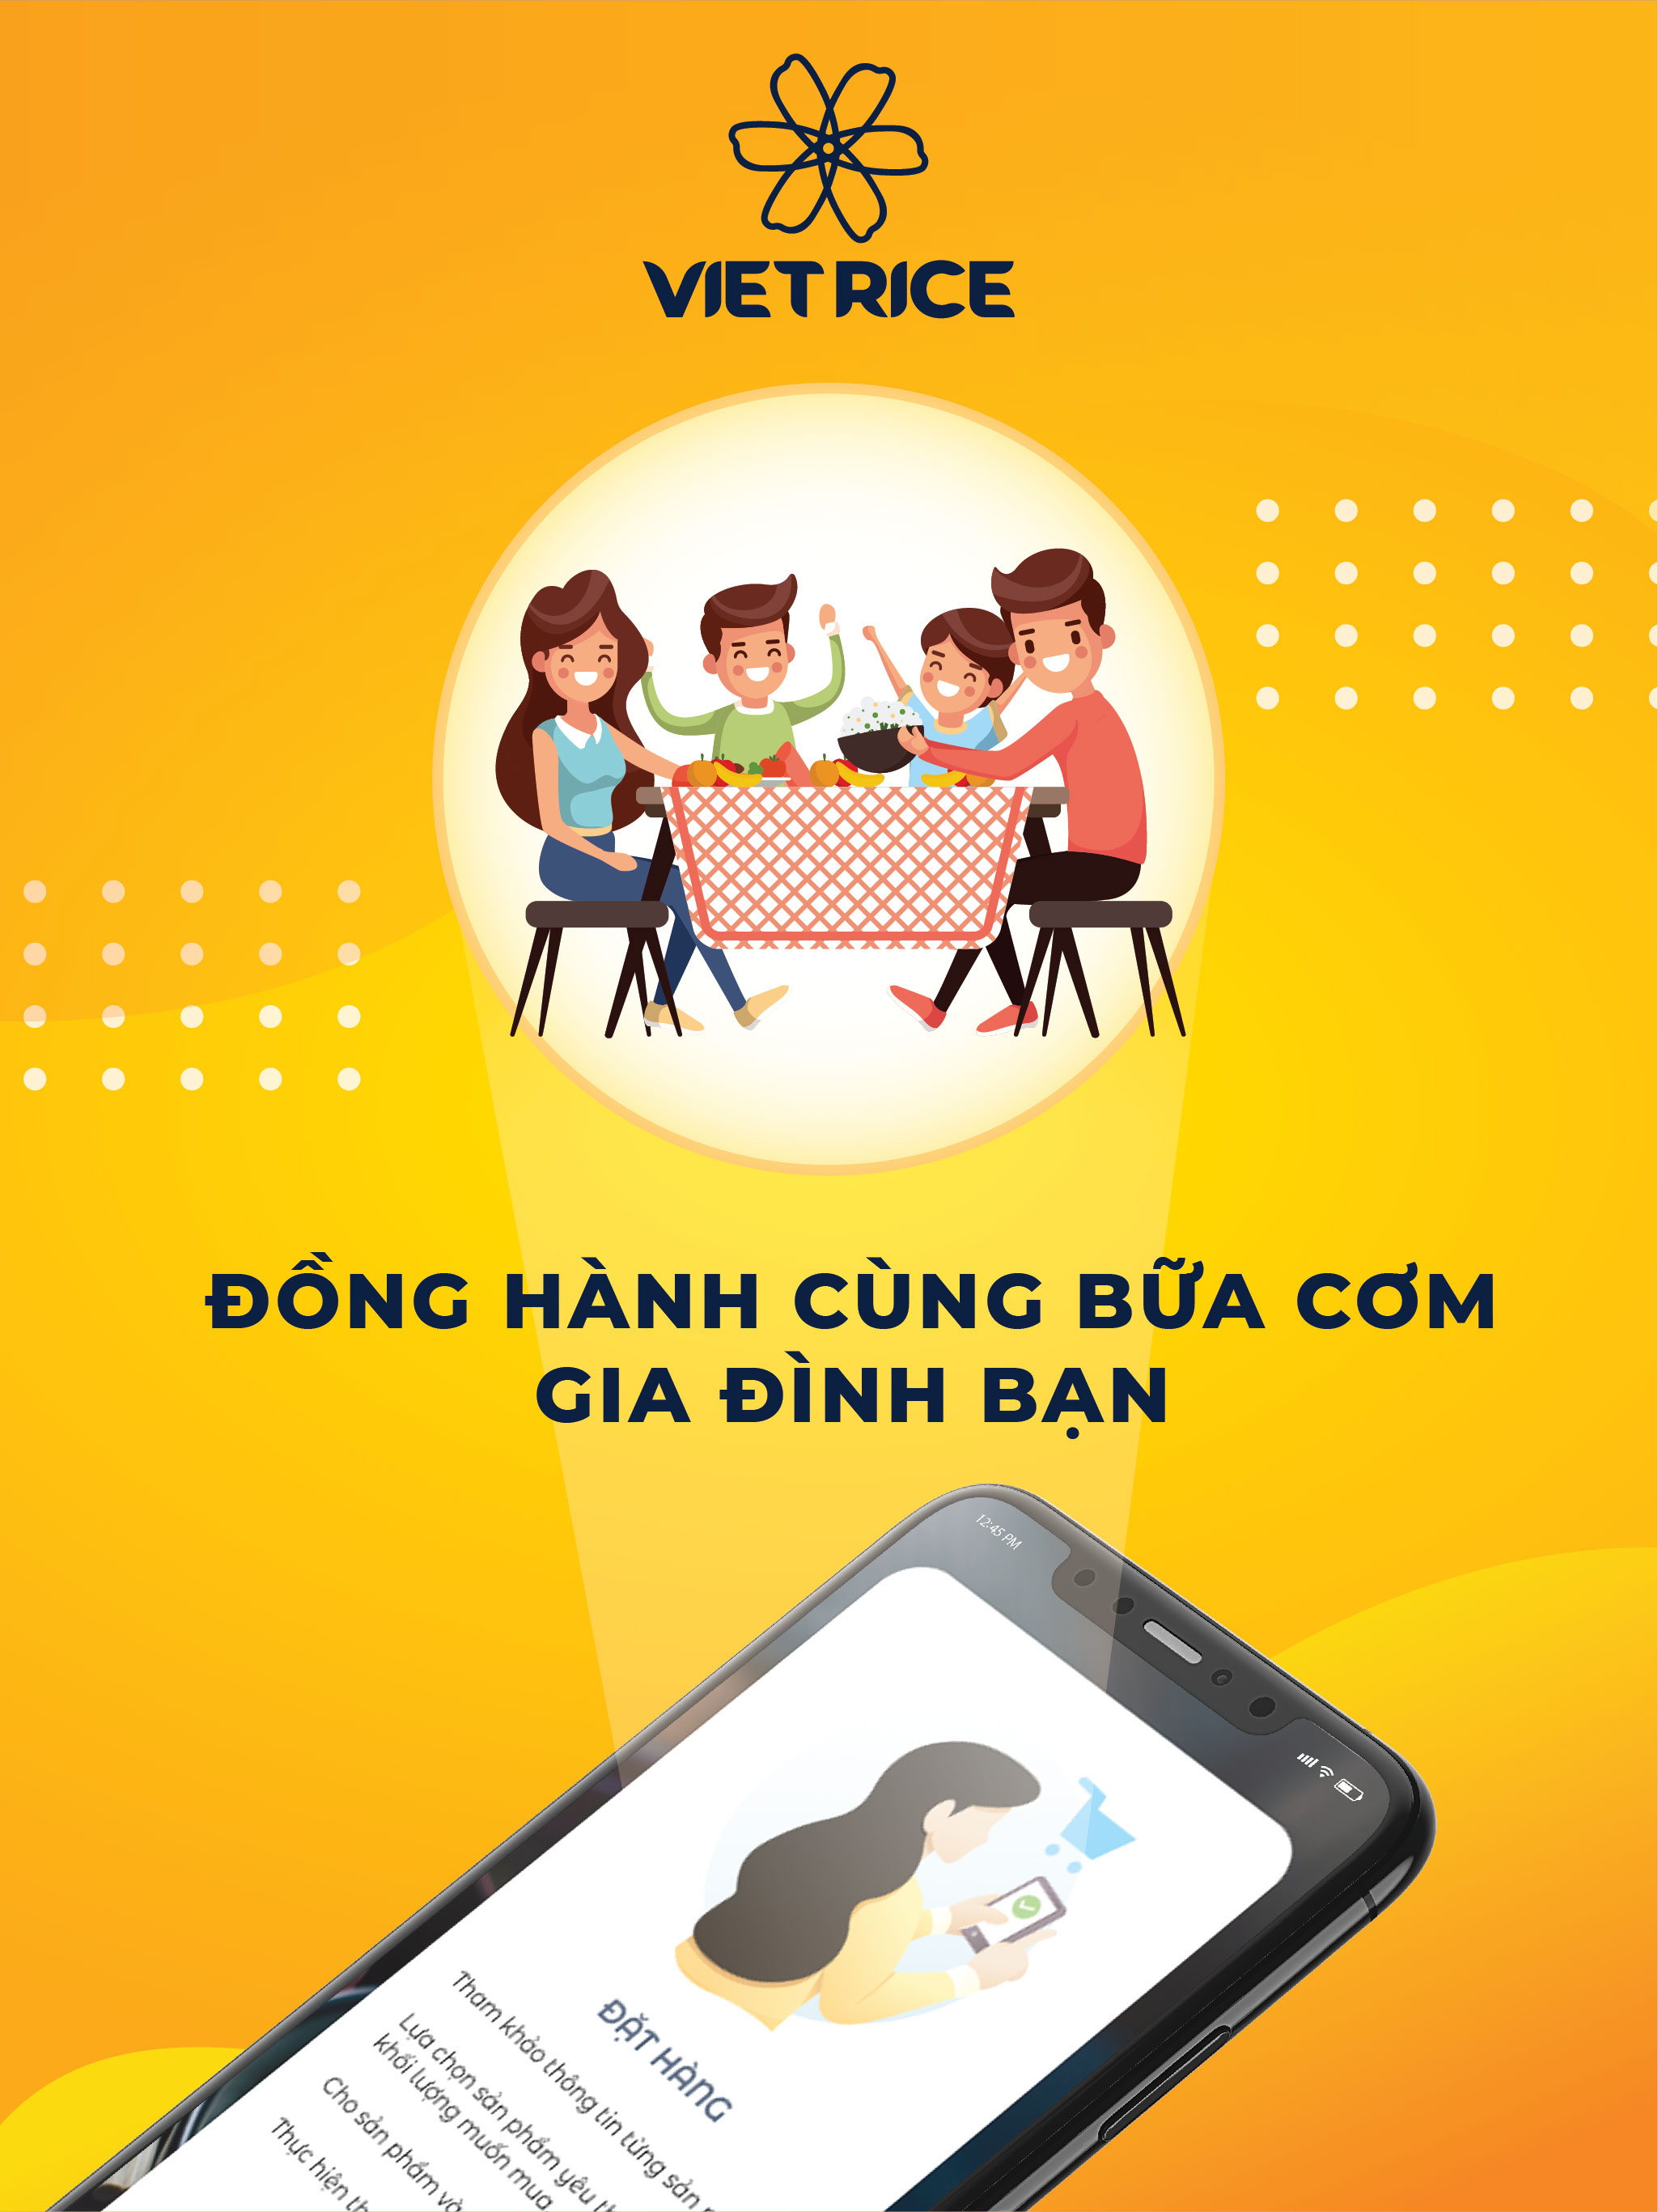 VIETRICE
ĐỒNG HÀNH CÙNG BỮA CƠM
GIA ĐÌNH BẠN
12:45 PM
ĐẶT HÀNG
Tham khảo thông tin từng sản
Lựa chọn sản phẩm yêu
khối lượng muốn mua
Cho sản phẩm và
Thực hiện